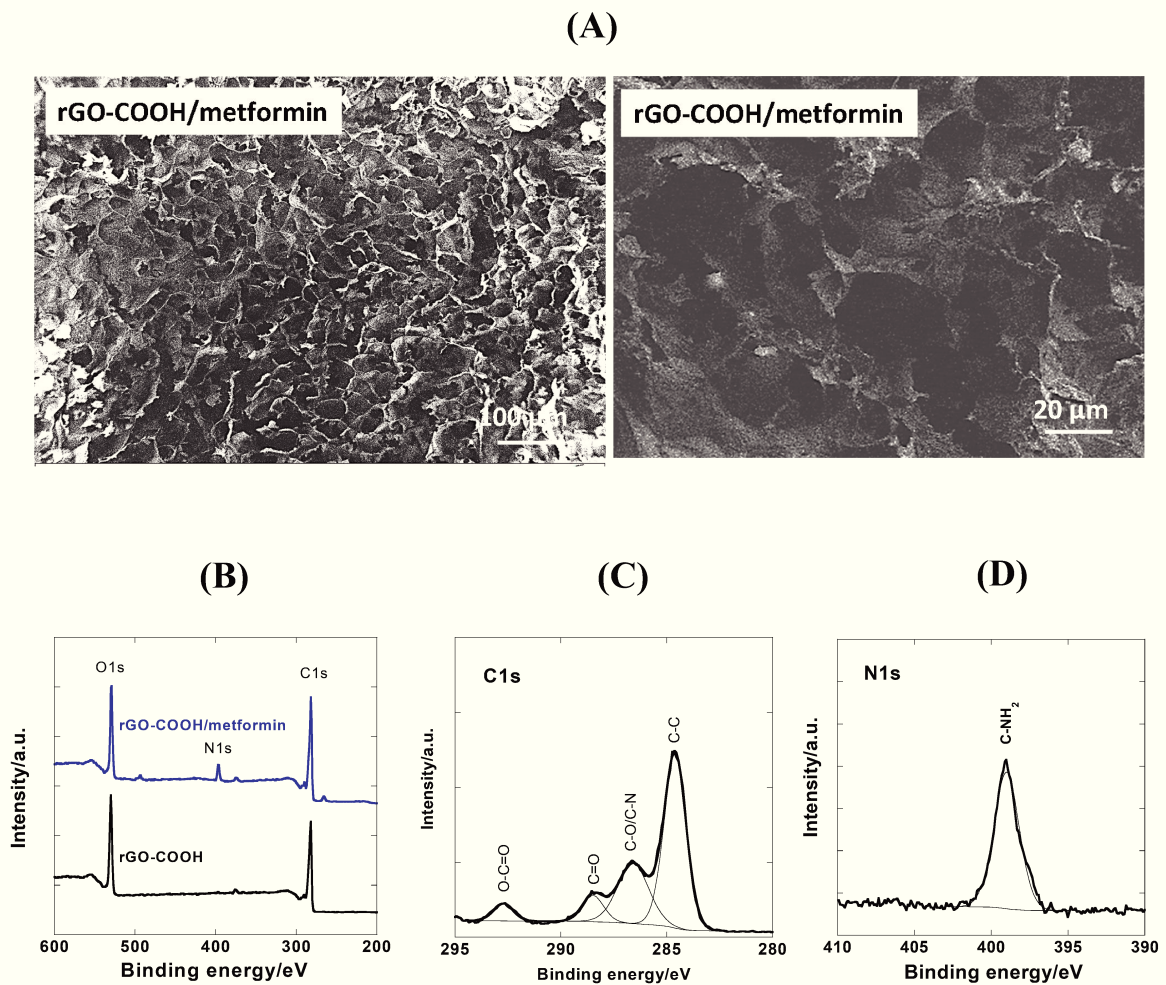 (A)
rGO-COOH/metformin
rGO-COOH/metformin
100 µm
20 µm
(B)
(C)
(D)
O1s
C1s
rGO-COOH/metformin
N1s
rGO-COOH
Intensity/a.u.
600 500 400 300 200
Binding energy/eV
C1s
O-C=O
C=O
C-O/C-N
C-C
Intensity/a.u.
295 290 285 280
Binding energy/eV
N1s
C-NH₂
Intensity/a.u.
410 405 399 395 390
Binding energy/eV